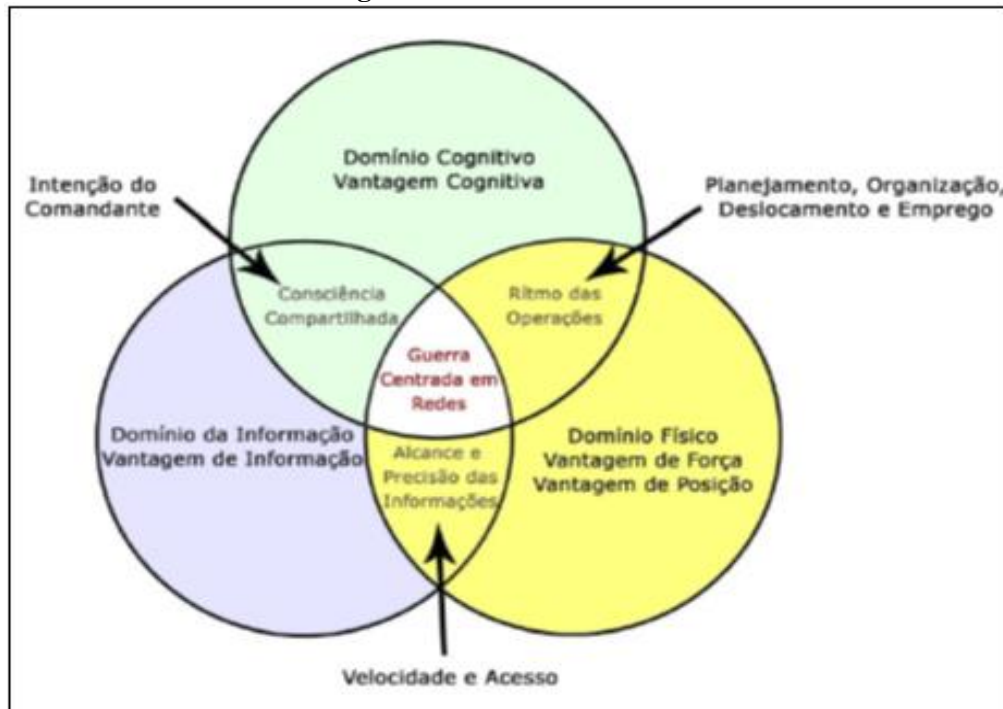 Domínio Cognitivo
Vantagem Cognitiva
Intenção do
Comandante
Planejamento, Organização,
Deslocamento e Emprego
Consciência
Compartilhada
Ritmo das
Operações
Guerra
Centrada em
Redes
Domínio da Informação
Vantagem de Informação
Alcance e
Precisão das
Informações
Domínio Físico
Vantagem de Força
Vantagem de Posição
Velocidade e Acesso